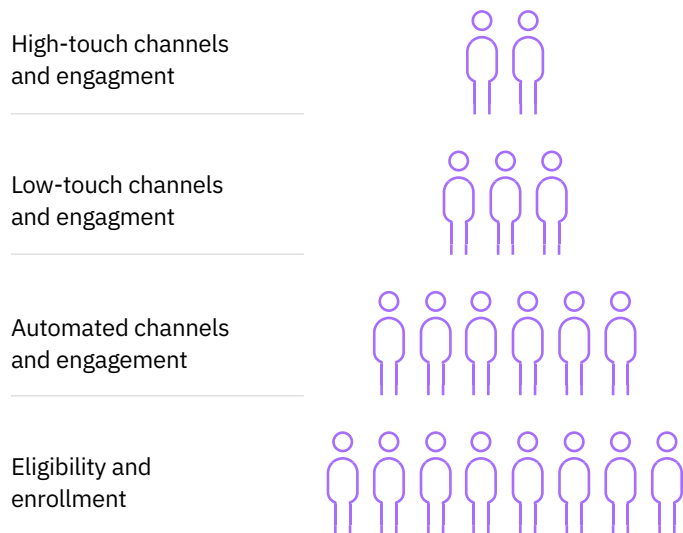 High-touch channels
and engagment
Low-touch channels
and engagment
Automated channels
and engagement
Eligibility and
enrollment